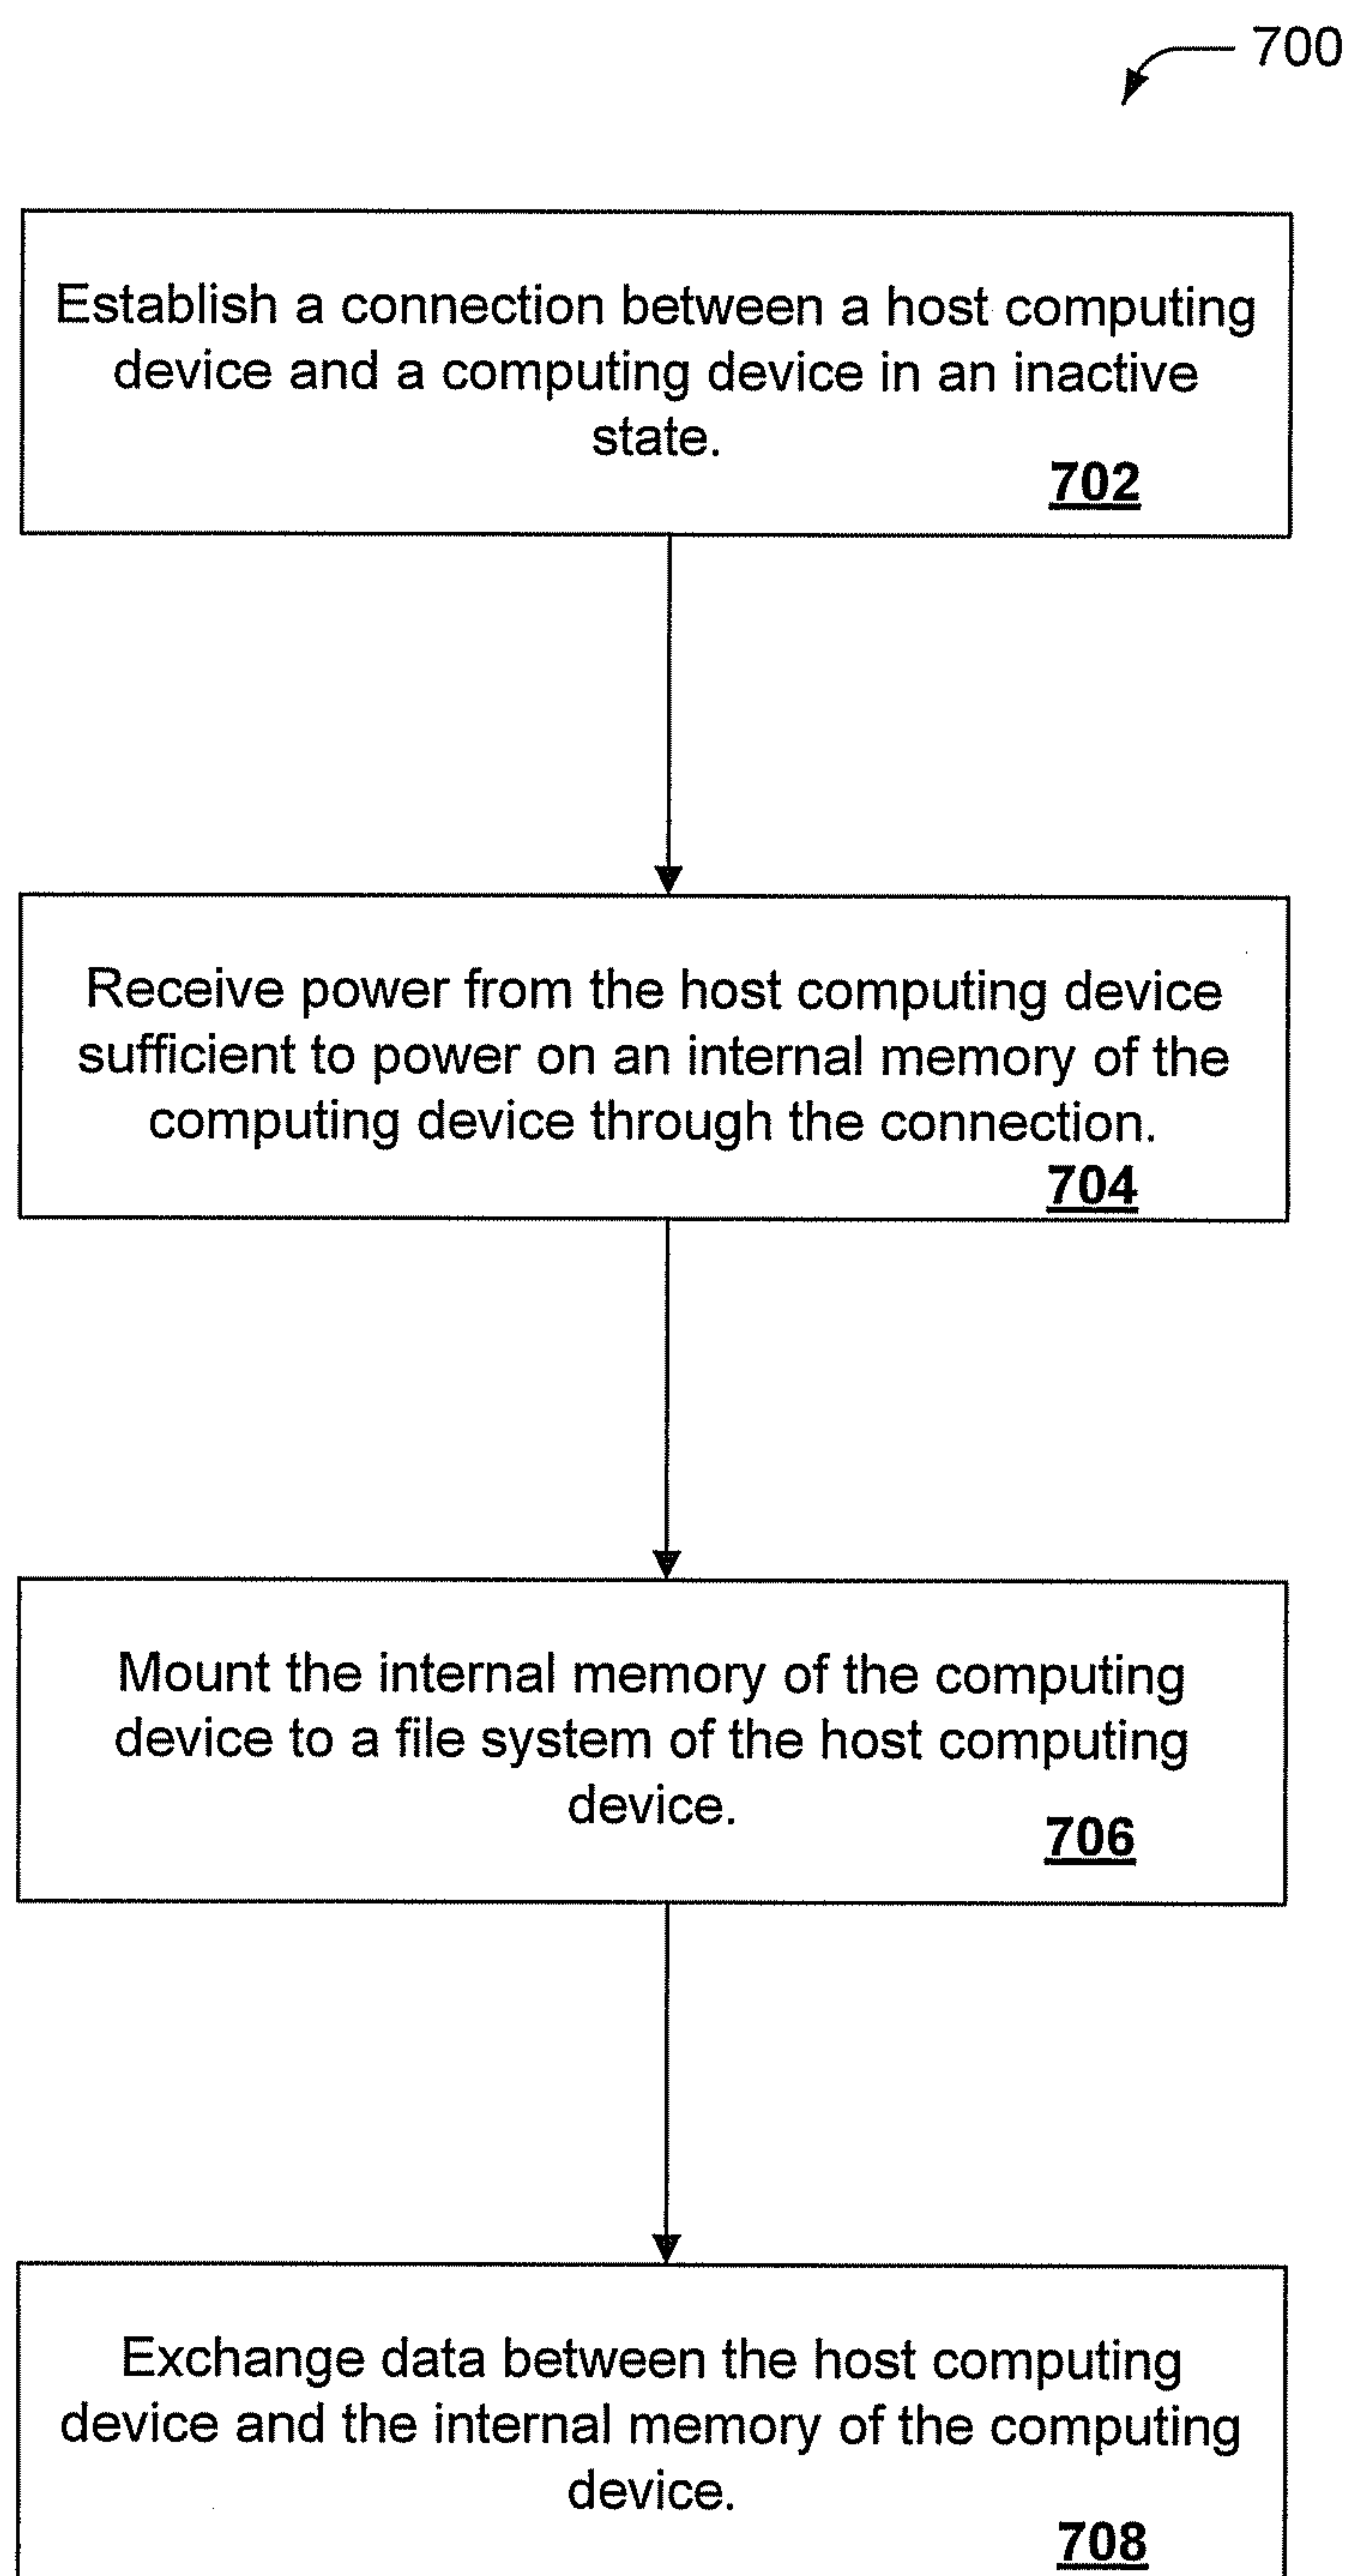 700
Establish a connection between a host computing
device and a computing device in an inactive
state.
702
Receive power from the host computing device
sufficient to power on an internal memory of the
computing device through the connection.
704
Mount the internal memory of the computing
device to a file system of the host computing
device.
706
Exchange data between the host computing
device and the internal memory of the computing
device.
708